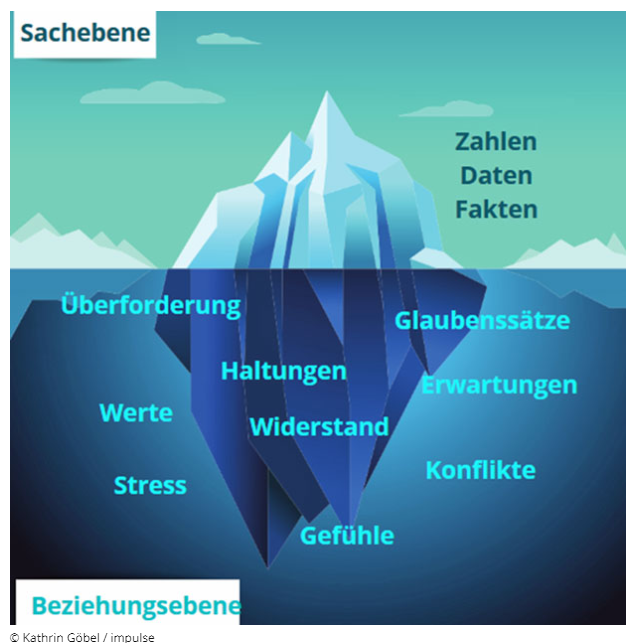 Sachebene
Zahlen
Daten
Fakten
Überforderung
Glaubenssätze
Haltungen
Erwartungen
Werte
Widerstand
Konflikte
Stress
Gefühle
Beziehungsebene
© Kathrin Göbel / impulse